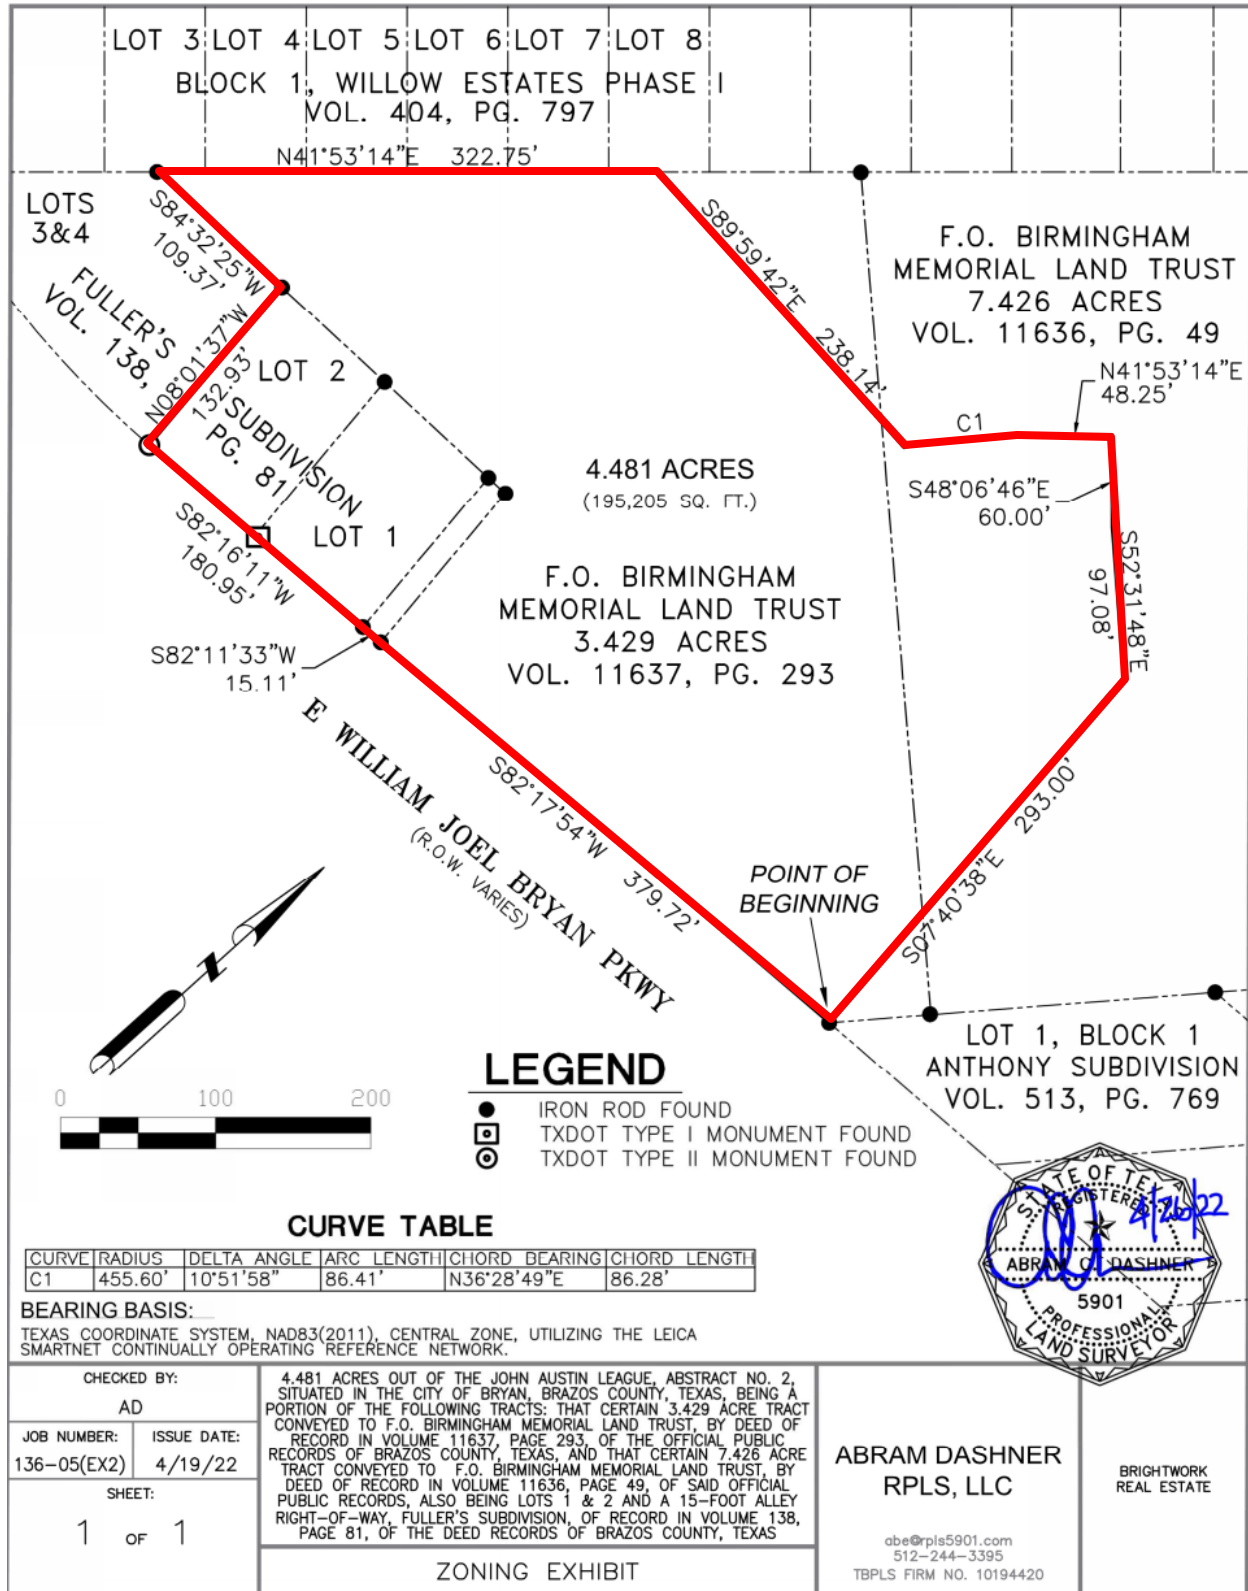 LOT 3 LOT 4 LOT 5 LOT 6 LOT 7 LOT 8
BLOCK 1, WILLOW ESTATES PHASE I
VOL. 404, PG. 797
N41°53'14"E 322.75'
LOTS
3&4
S84°32'25"W
109.37'
FULLER'S SUBDIVISION
VOL. 138, PG. 81
N08°01'37"W
132.93'
LOT 2
LOT 1
S89°59'42"E 238.14'
F.O. BIRMINGHAM
MEMORIAL LAND TRUST
7.426 ACRES
VOL. 11636, PG. 49
N41°53'14"E
48.25'
C1
S48°06'46"E
60.00'
S52°31'48"E
97.08'
4.481 ACRES
(195,205 SQ. FT.)
F.O. BIRMINGHAM
MEMORIAL LAND TRUST
3.429 ACRES
VOL. 11637, PG. 293
S82°16'11"W
180.95'
S82°11'33"W
15.11'
E WILLIAM JOEL BRYAN PKWY
(R.O.W. VARIES)
S82°17'54"W 379.72'
POINT OF
BEGINNING
S07°40'38"E 293.00'
LOT 1, BLOCK 1
ANTHONY SUBDIVISION
VOL. 513, PG. 769
N
0 100 200
LEGEND
IRON ROD FOUND
TXDOT TYPE I MONUMENT FOUND
TXDOT TYPE II MONUMENT FOUND
STATE OF TEXAS
REGISTERED
4/26/22
ABRAM C. DASHNER
5901
PROFESSIONAL
LAND SURVEYOR
CURVE TABLE
CURVE RADIUS DELTA ANGLE ARC LENGTH CHORD BEARING CHORD LENGTH
C1 455.60' 10°51'58" 86.41' N36°28'49"E 86.28'
BEARING BASIS:
TEXAS COORDINATE SYSTEM, NAD83(2011), CENTRAL ZONE, UTILIZING THE LEICA
SMARTNET CONTINUALLY OPERATING REFERENCE NETWORK.
CHECKED BY:
AD
JOB NUMBER: ISSUE DATE:
136-05(EX2) 4/19/22
SHEET:
1 OF 1
4.481 ACRES OUT OF THE JOHN AUSTIN LEAGUE, ABSTRACT NO. 2,
SITUATED IN THE CITY OF BRYAN, BRAZOS COUNTY, TEXAS, BEING A
PORTION OF THE FOLLOWING TRACTS: THAT CERTAIN 3.429 ACRE TRACT
CONVEYED TO F.O. BIRMINGHAM MEMORIAL LAND TRUST, BY DEED OF
RECORD IN VOLUME 11637, PAGE 293, OF THE OFFICIAL PUBLIC
RECORDS OF BRAZOS COUNTY, TEXAS, AND THAT CERTAIN 7.426 ACRE
TRACT CONVEYED TO F.O. BIRMINGHAM MEMORIAL LAND TRUST, BY
DEED OF RECORD IN VOLUME 11636, PAGE 49, OF SAID OFFICIAL
PUBLIC RECORDS, ALSO BEING LOTS 1 & 2 AND A 15-FOOT ALLEY
RIGHT-OF-WAY, FULLER'S SUBDIVISION, OF RECORD IN VOLUME 138,
PAGE 81, OF THE DEED RECORDS OF BRAZOS COUNTY, TEXAS
ZONING EXHIBIT
ABRAM DASHNER
RPLS, LLC
abe@rpls5901.com
512-244-3395
TBPLS FIRM NO. 10194420
BRIGHTWORK
REAL ESTATE